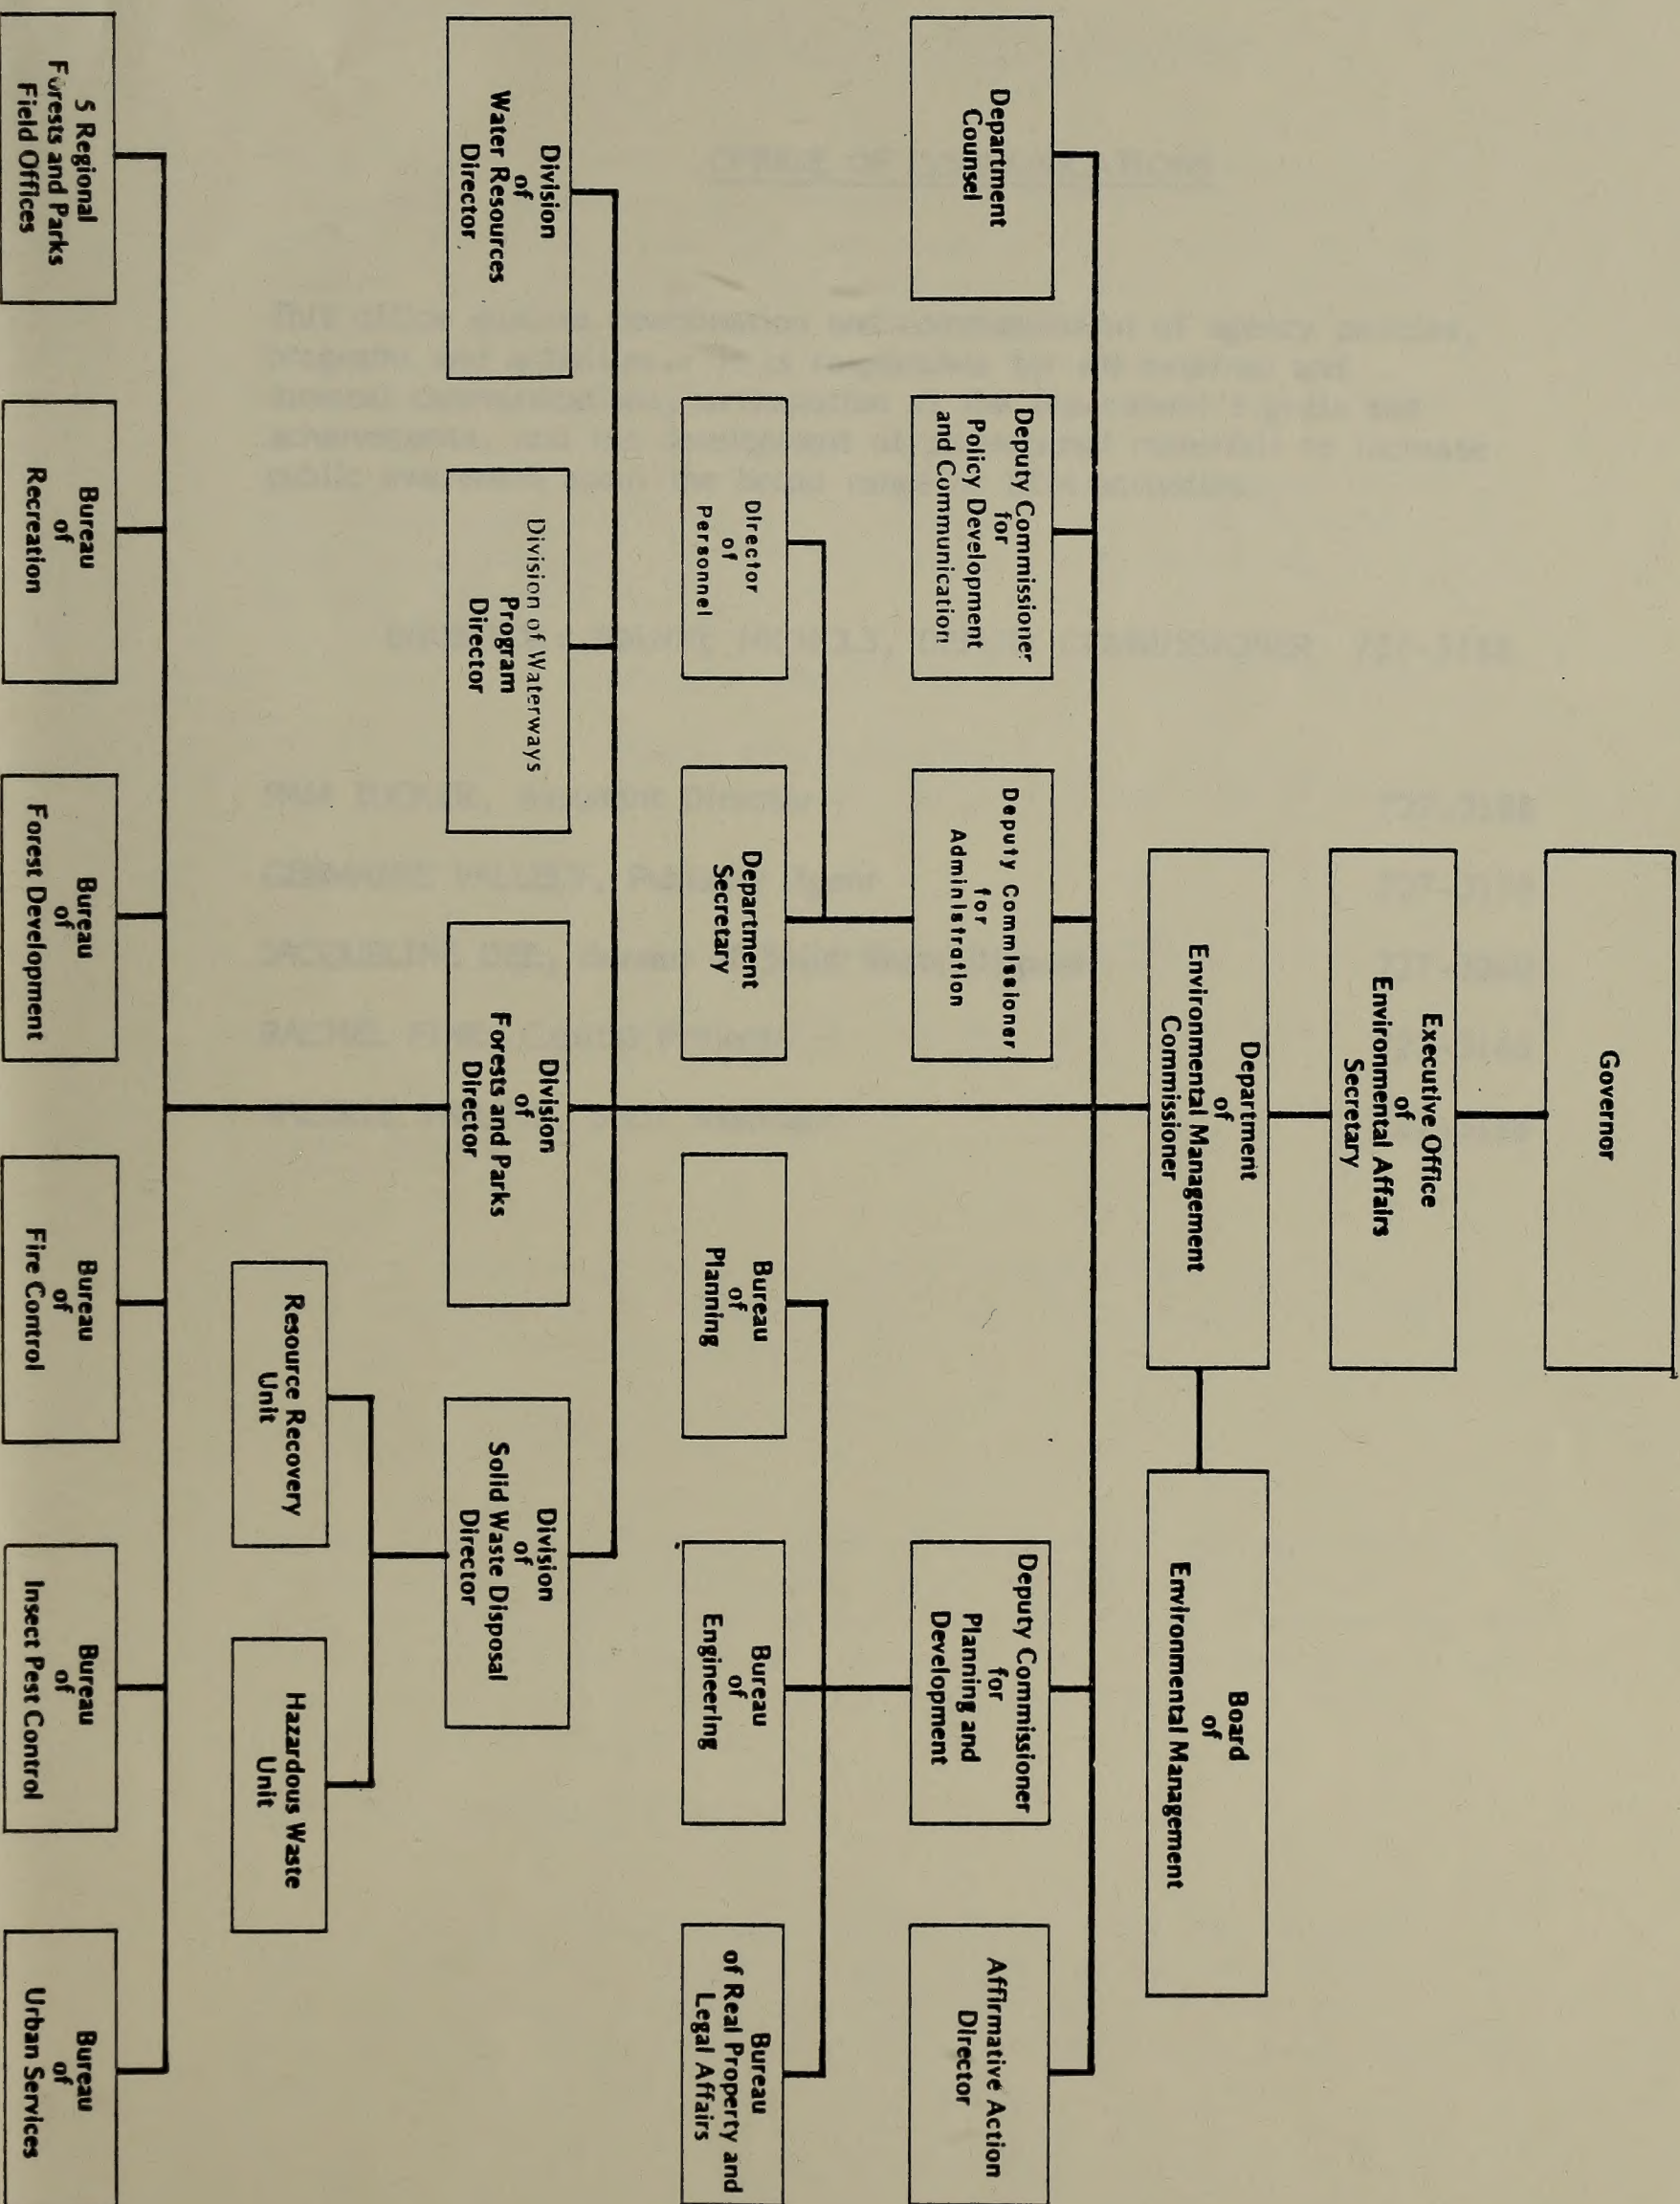 Governor
Executive Office
of
Environmental Affairs
Secretary
Department
of
Environmental Management
Commissioner
Board
of
Environmental Management
Department
Counsel
Deputy Commissioner
for
Policy Development
and Communication
Deputy Commissioner
for
Administration
Deputy Commissioner
for
Planning and
Development
Affirmative Action
Director
Director
of
Personnel
Department
Secretary
Bureau
of
Planning
Bureau
of
Engineering
Bureau
of Real Property and
Legal Affairs
Division
of
Water Resources
Director
Division of Waterways
Program
Director
Division
of
Forests and Parks
Director
Division
of
Solid Waste Disposal
Director
Resource Recovery
Unit
Hazardous Waste
Unit
5 Regional
Forests and Parks
Field Offices
Bureau
of
Recreation
Bureau
of
Forest Development
Bureau
of
Fire Control
Bureau
of
Insect Pest Control
Bureau
of
Urban Services